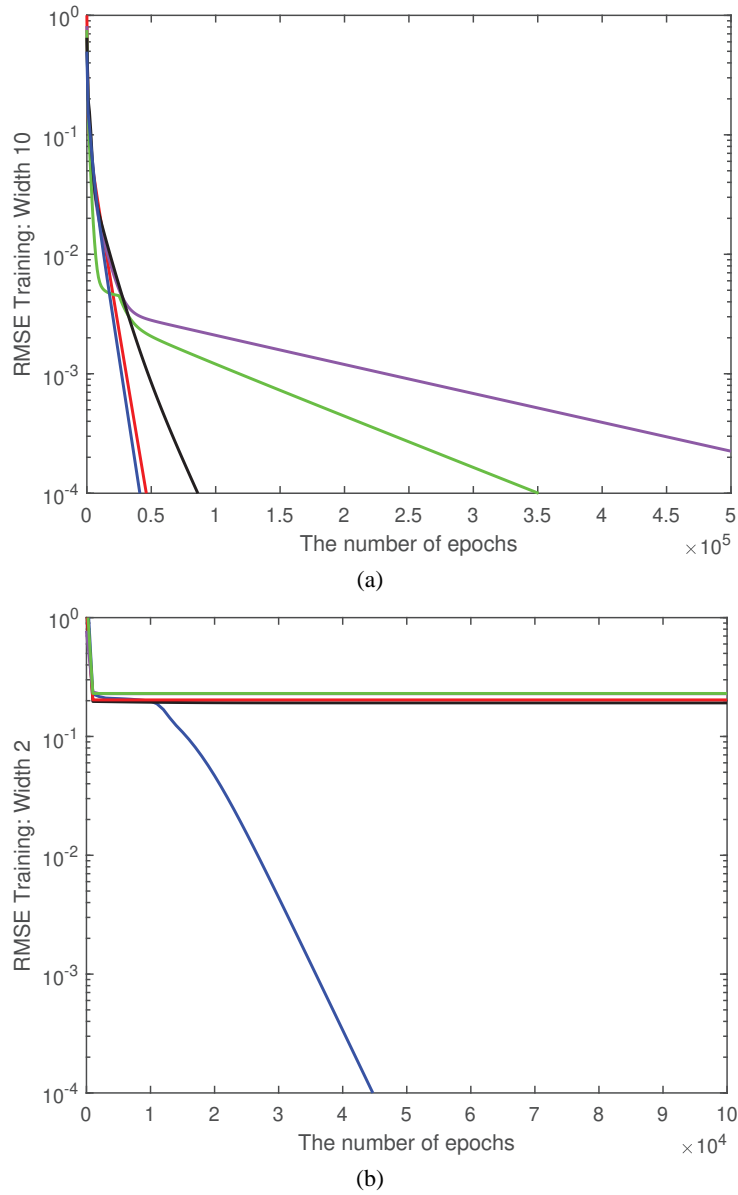 10^0
10^-1
10^-2
10^-3
10^-4
RMSE Training: Width 10
0 0.5 1 1.5 2 2.5 3 3.5 4 4.5 5
The number of epochs
×10^5
(a)
10^0
10^-1
10^-2
10^-3
10^-4
RMSE Training: Width 2
0 1 2 3 4 5 6 7 8 9 10
The number of epochs
×10^4
(b)